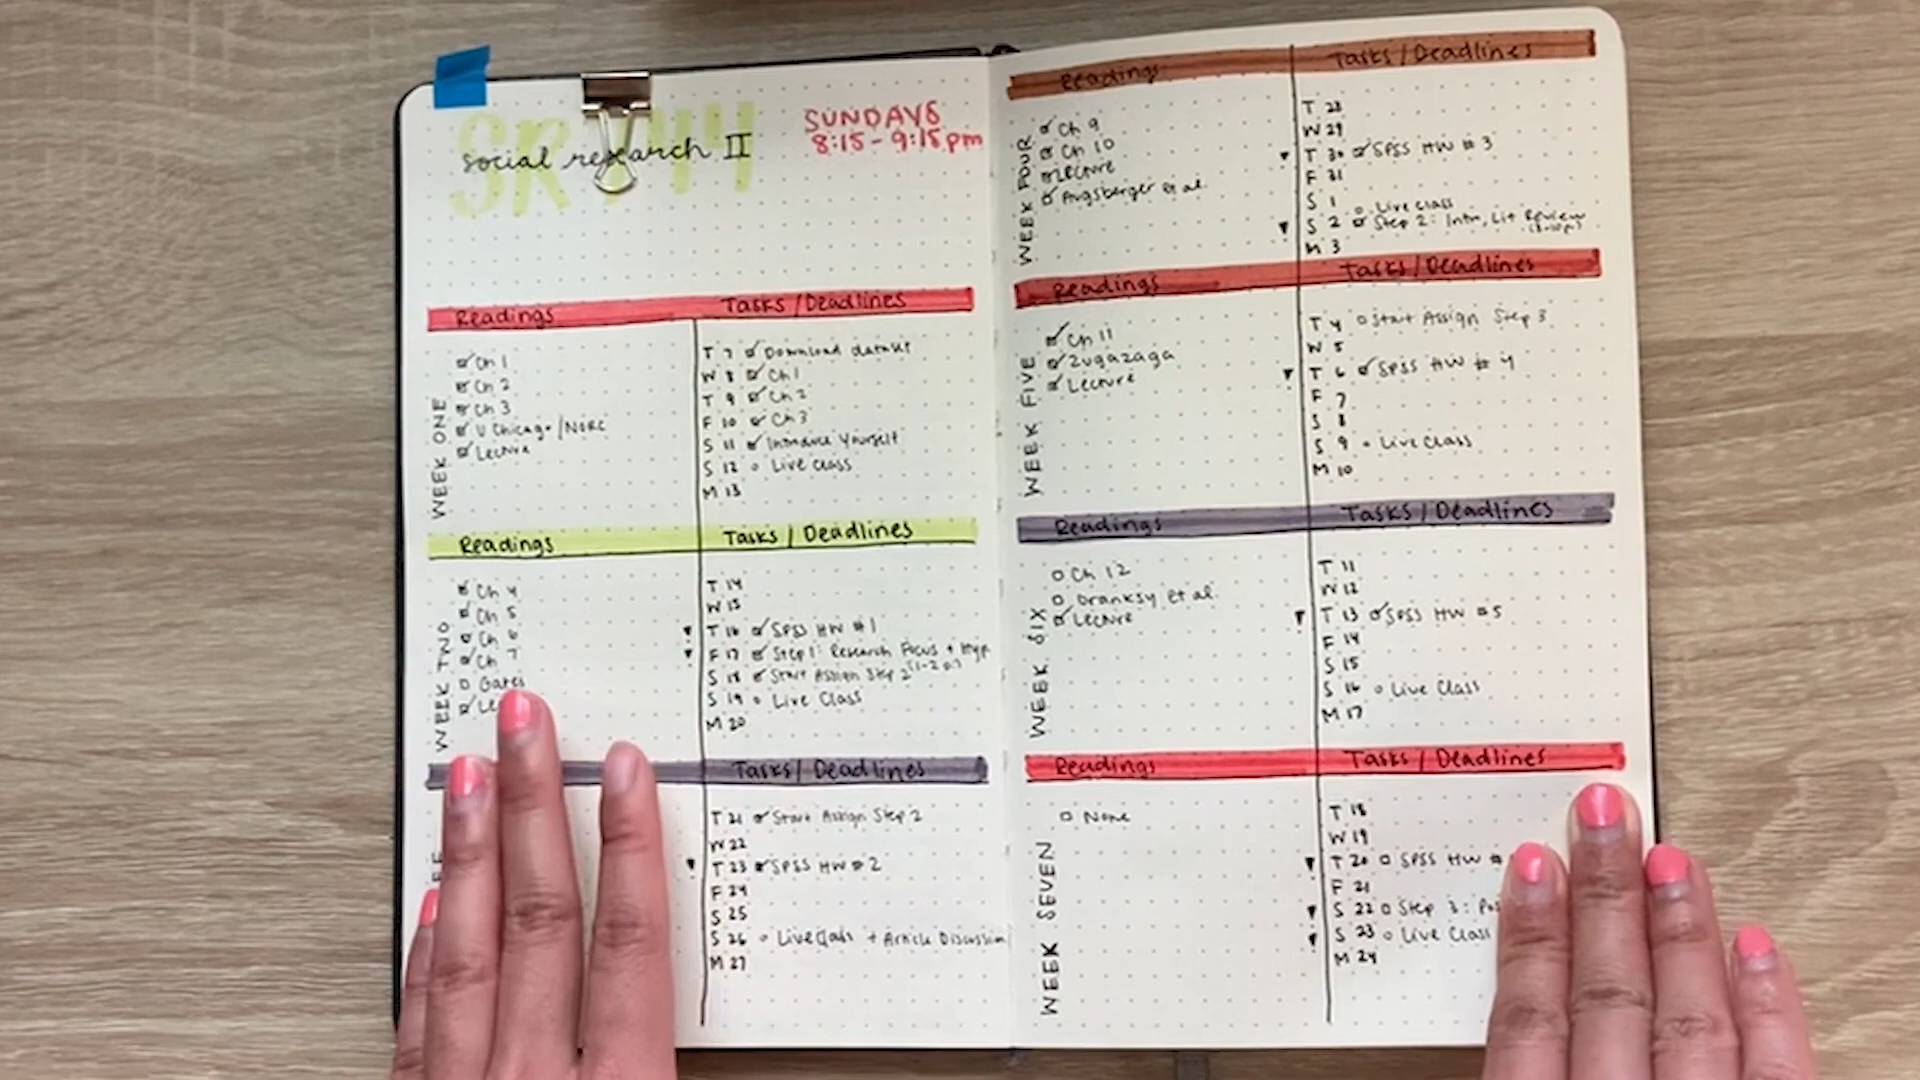 SR 744
social research II
SUNDAYS
8:15 - 9:15 pm
Readings
Tasks / Deadlines
WEEK ONE
Ch 1
Ch 2
Ch 3
U Chicago / NORC
Lecture
T 7 Download dataset
W 8 Ch 1
T 9 Ch 2
F 10 Ch 3
S 11 Introduce Yourself
S 12 Live Class
M 13
Readings
Tasks / Deadlines
WEEK TWO
Ch 4
Ch 5
Ch 6
Ch 7
Gates
T 14
W 15
T 16 SPSS HW #1
F 17 Step 1: Research Focus + Hyp
(1-2 p.)
S 18 Start Assign Step 2
S 19 Live Class
M 20
Tasks / Deadlines
T 21 Start Assign Step 2
W 22
T 23 SPSS HW #2
F 24
S 25
S 26 Live Class + Article Discussion
M 27
Readings
Tasks / Deadlines
WEEK FOUR
Ch 9
Ch 10
Lecture
Augsberger et al.
T 28
W 29
T 30 SPSS HW #3
F 31
S 1
Live Class
S 2 Step 2: Intro, Lit Review
M 3
Readings
Tasks / Deadlines
WEEK FIVE
Ch 11
Zugazaga
Lecture
T 4 Start Assign Step 3
W 5
T 6 SPSS HW #4
F 7
S 8
S 9 Live Class
M 10
Readings
Tasks / Deadlines
WEEK SIX
Ch 12
Dranksy et al.
Lecture
T 11
W 12
T 13 SPSS HW #5
F 14
S 15
S 16 Live Class
M 17
Readings
Tasks / Deadlines
WEEK SEVEN
None
T 18
W 19
T 20 SPSS HW #
F 21
S 22 Step 3:
S 23 Live Class
M 24